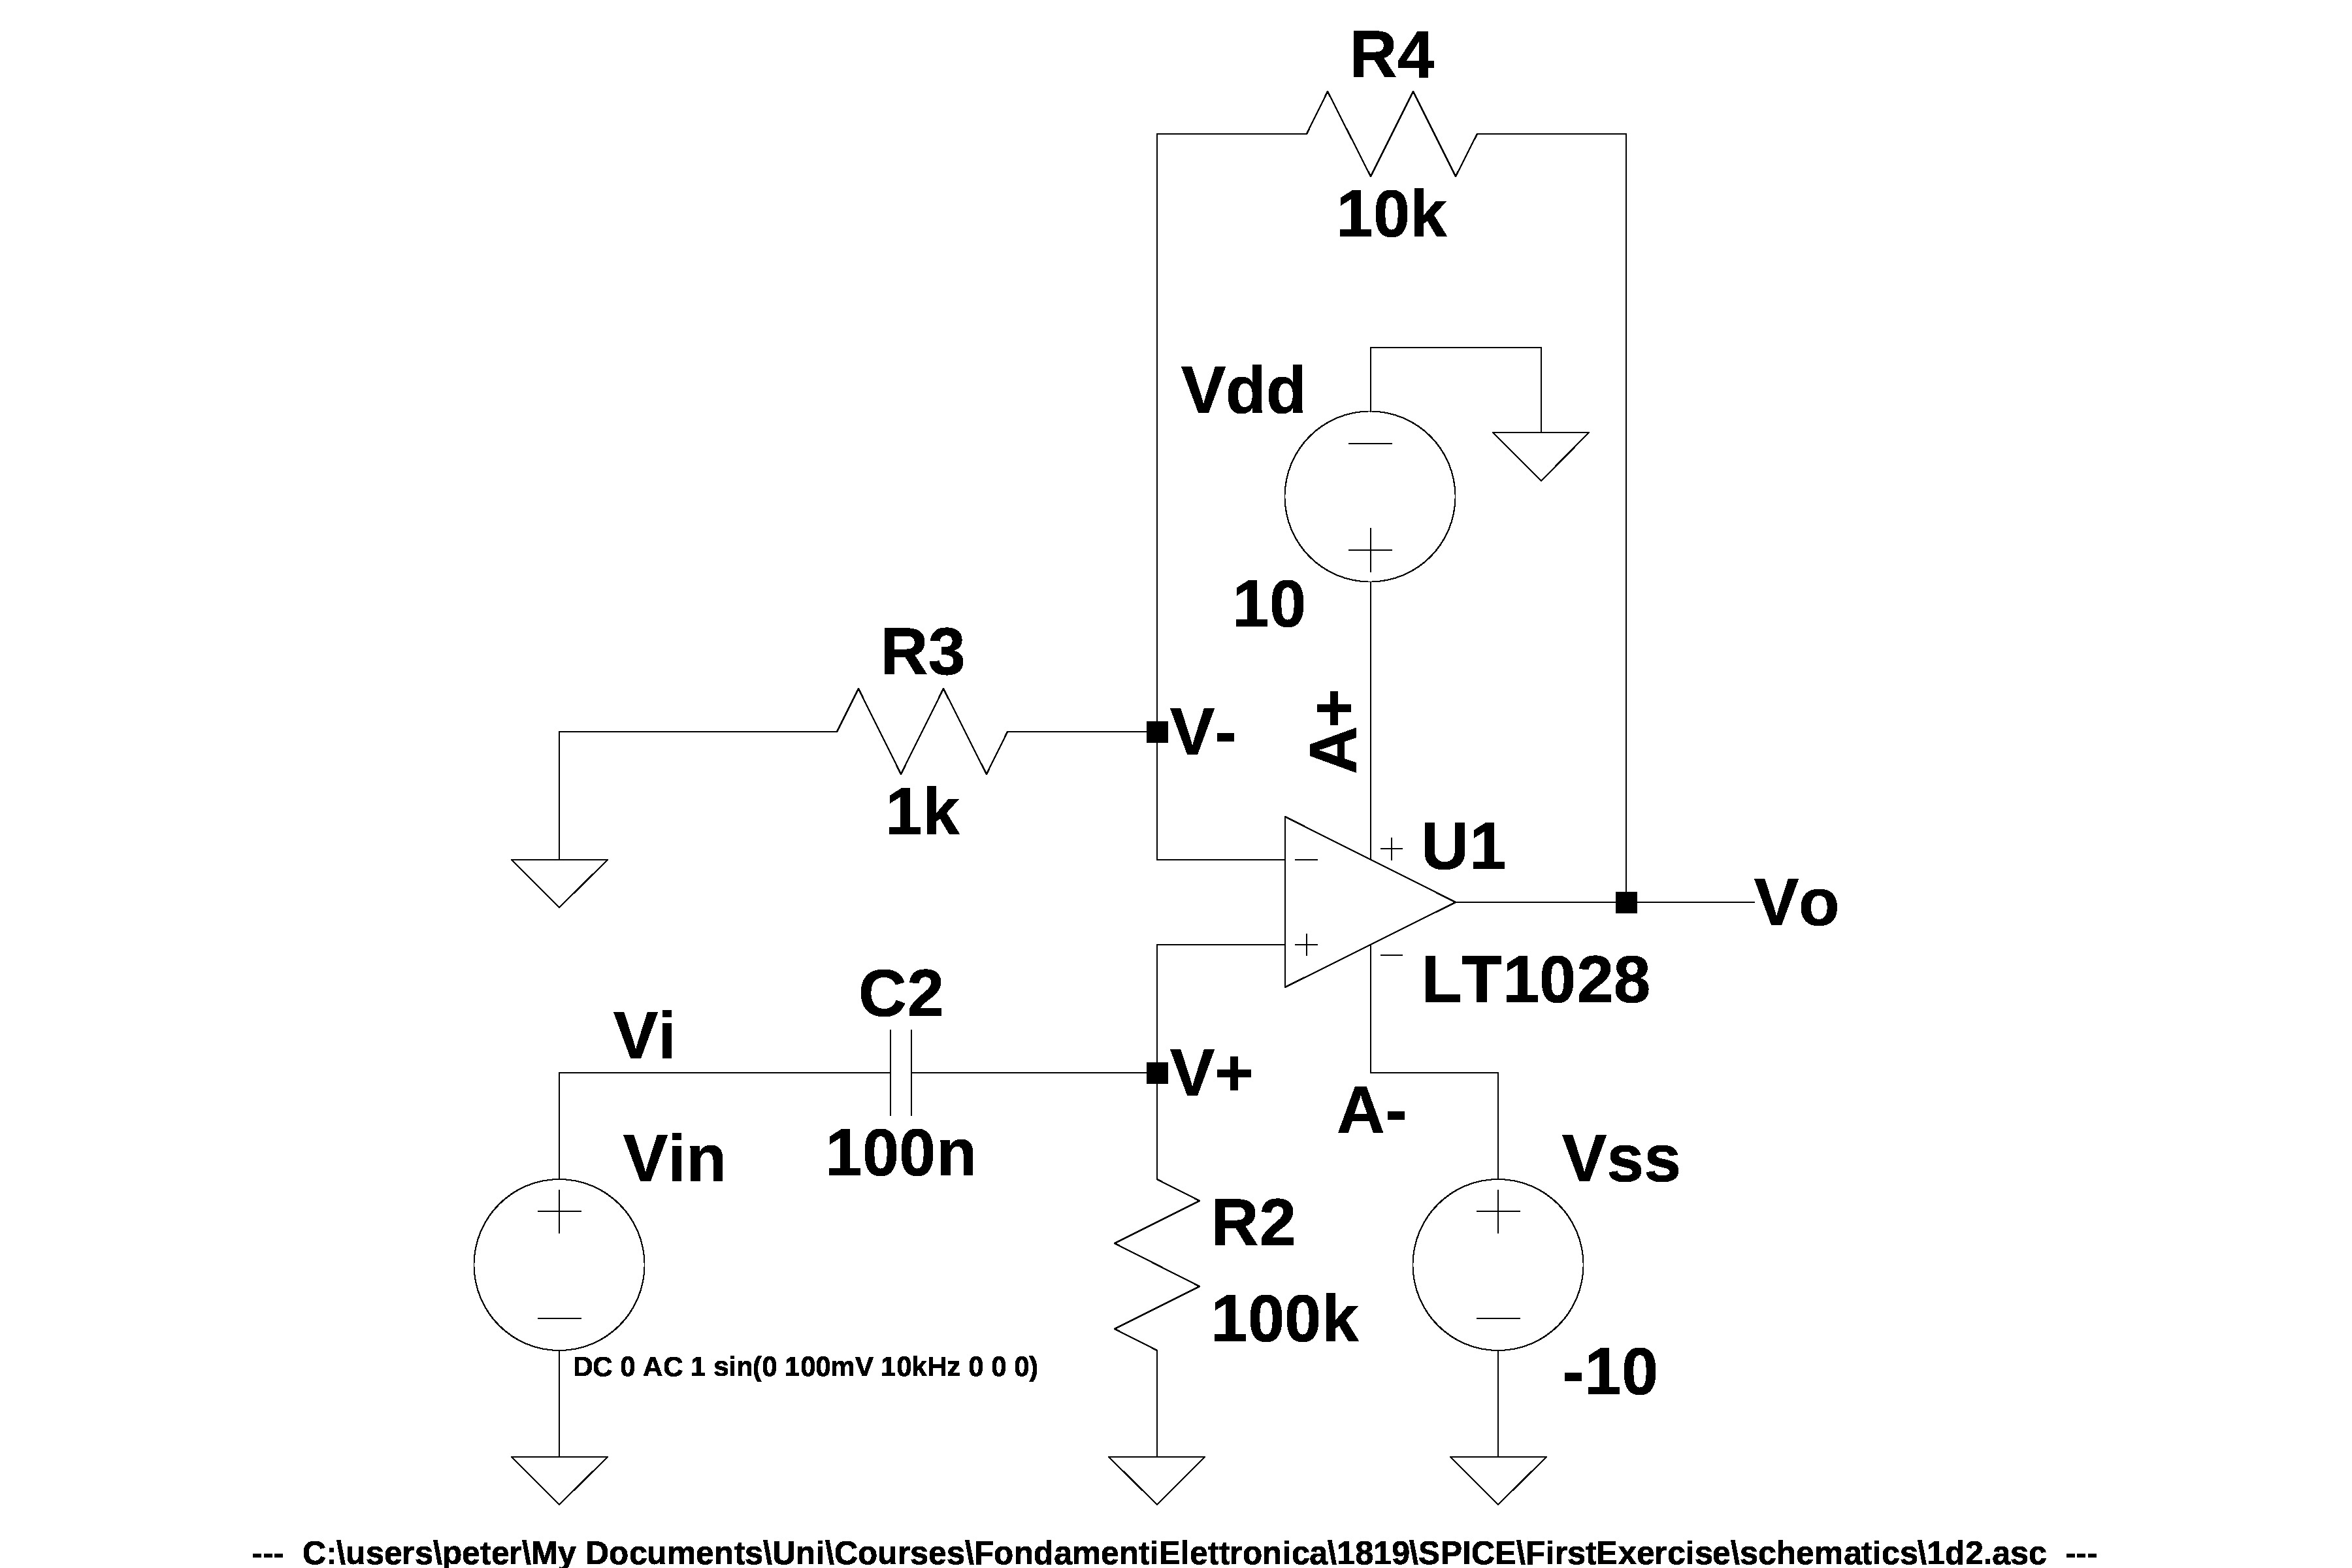 R4
10k
Vdd
10
R3
1k
V-
A+
U1
Vo
LT1028
C2
Vi
V+
100n
A-
Vin
Vss
R2
100k
DC 0 AC 1 sin(0 100mV 10kHz 0 0 0)
-10
--- C:\users\peter\My Documents\Uni\Courses\FondamentiElettronica\1819\SPICE\FirstExercise\schematics\1d2.asc ---